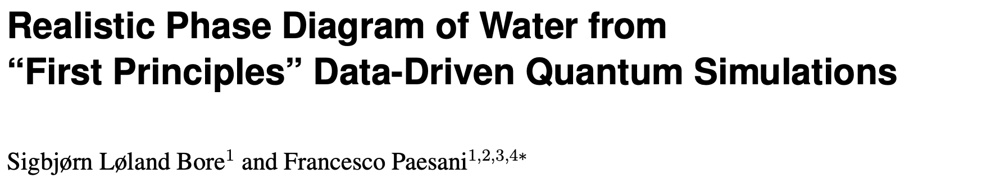 Realistic Phase Diagram of Water from
“First Principles” Data-Driven Quantum Simulations
Sigbjørn Løland Bore¹ and Francesco Paesani¹,²,³,⁴*